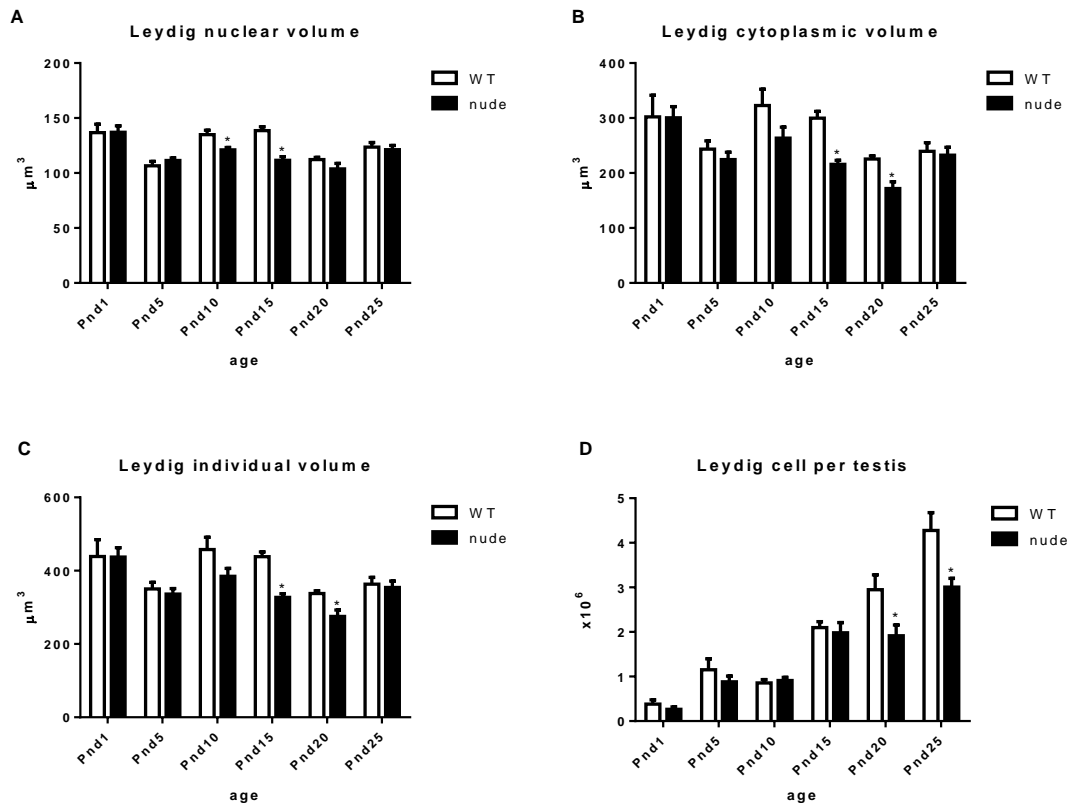 A
Leydig nuclear volume
200
150
100
50
0
µm³
*
*
Pnd1
Pnd5
Pnd10
Pnd15
Pnd20
Pnd25
age
WT
nude
B
Leydig cytoplasmic volume
400
300
200
100
0
µm³
*
*
Pnd1
Pnd5
Pnd10
Pnd15
Pnd20
Pnd25
age
WT
nude
C
Leydig individual volume
600
400
200
0
µm³
*
*
Pnd1
Pnd5
Pnd10
Pnd15
Pnd20
Pnd25
age
WT
nude
D
Leydig cell per testis
5
4
3
2
1
0
x10⁶
*
*
Pnd1
Pnd5
Pnd10
Pnd15
Pnd20
Pnd25
age
WT
nude